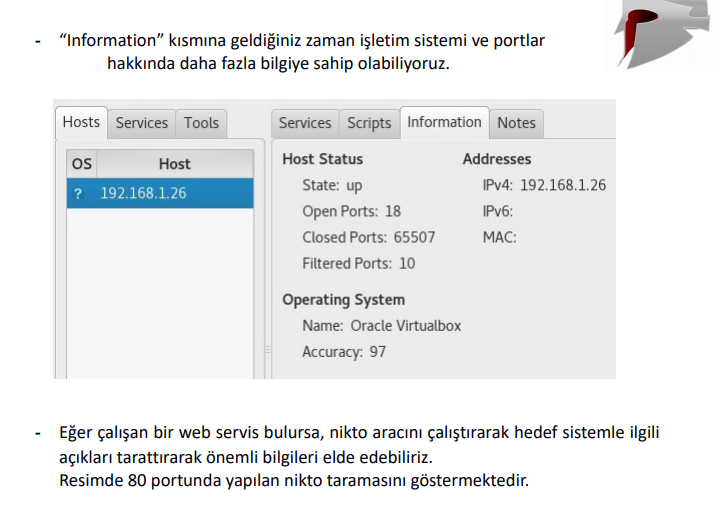 - “Information” kısmına geldiğiniz zaman işletim sistemi ve portlar
hakkında daha fazla bilgiye sahip olabiliyoruz.
Hosts Services Tools
OS Host
? 192.168.1.26
Services Scripts Information Notes
Host Status
State: up
Open Ports: 18
Closed Ports: 65507
Filtered Ports: 10
Addresses
IPv4: 192.168.1.26
IPv6:
MAC:
Operating System
Name: Oracle Virtualbox
Accuracy: 97
- Eğer çalışan bir web servis bulursa, nikto aracını çalıştırarak hedef sistemle ilgili
açıkları tarattırarak önemli bilgileri elde edebiliriz.
Resimde 80 portunda yapılan nikto taramasını göstermektedir.